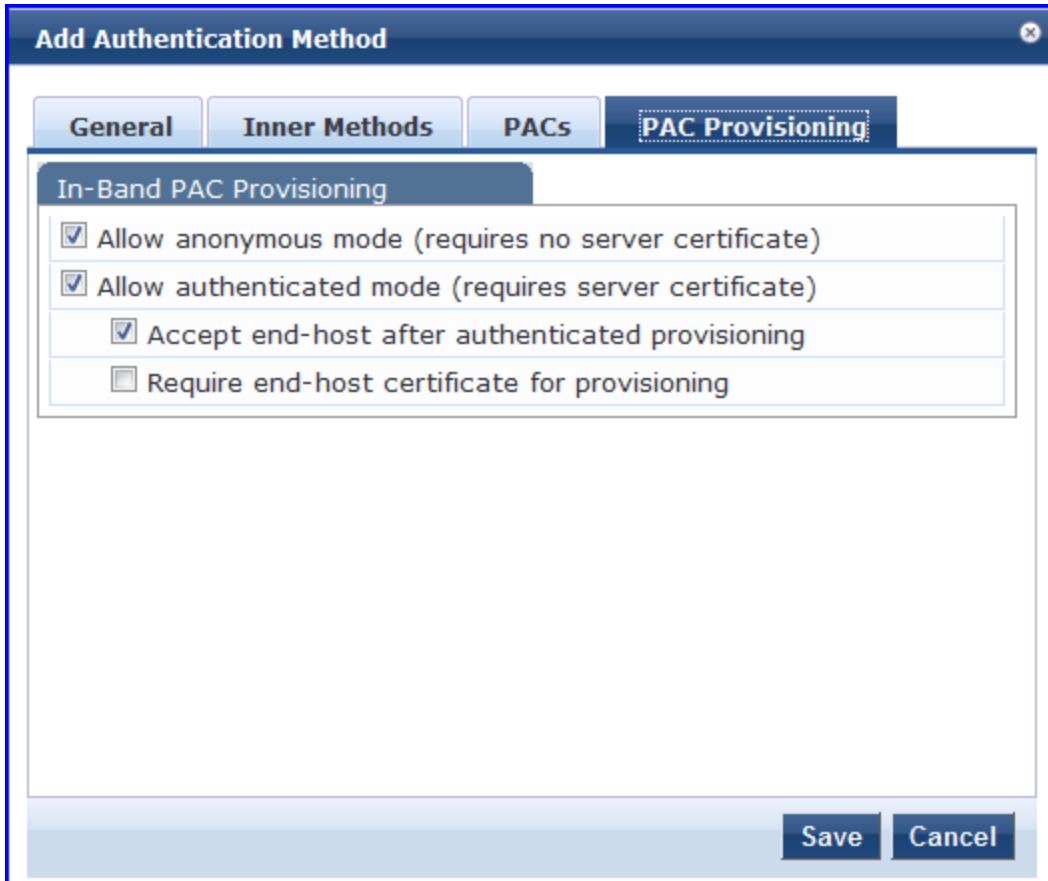 Add Authentication Method
General
Inner Methods
PACs
PAC Provisioning
In-Band PAC Provisioning
Allow anonymous mode (requires no server certificate)
Allow authenticated mode (requires server certificate)
Accept end-host after authenticated provisioning
Require end-host certificate for provisioning
Save
Cancel